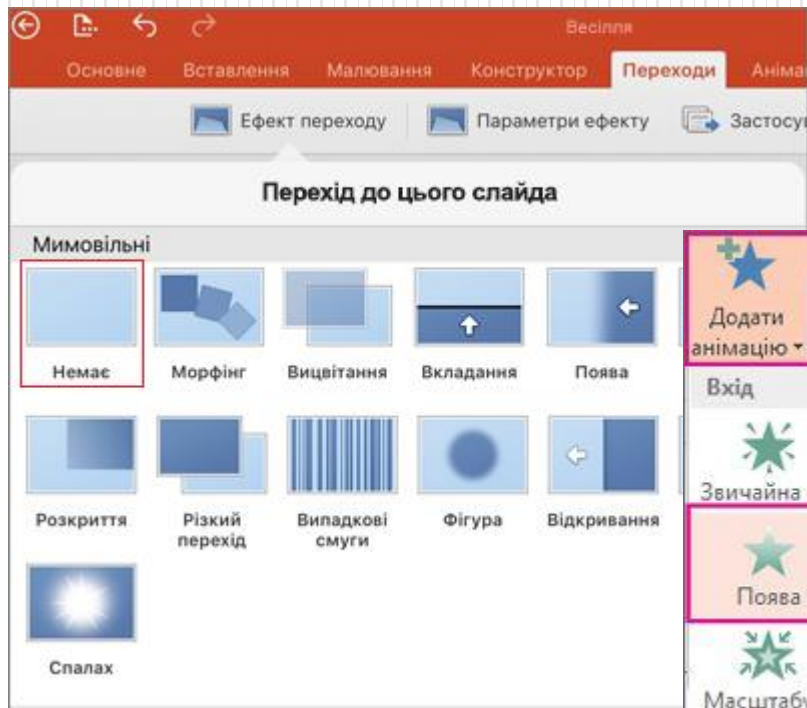 Весілля
Основне Вставлення Малювання Конструктор Переходи
Ефект переходу Параметри ефекту
Перехід до цього слайда
Мимовільні
Немає Морфінг Вицвітання Вкладання Поява
Розкриття Різкий перехід Випадкові смуги Фігура Відкривання
Спалах
Додати
анімацію
Вхід
Звичайна
Поява